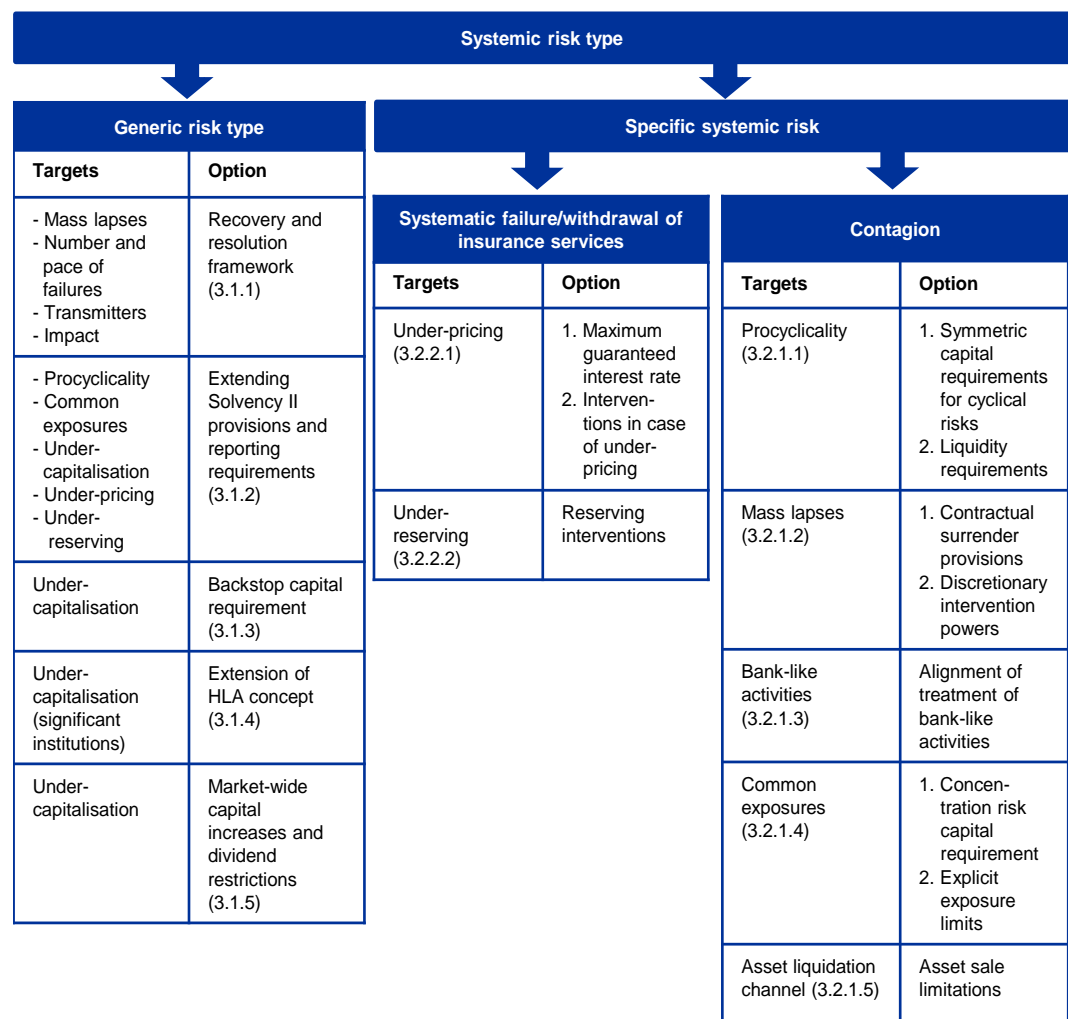 Systemic risk type
Generic risk type
Targets
Option
- Mass lapses
- Number and
pace of
failures
- Transmitters
- Impact
Recovery and
resolution
framework
(3.1.1)
- Procyclicality
- Common
exposures
- Under-
capitalisation
- Under-pricing
- Under-
reserving
Extending
Solvency II
provisions and
reporting
requirements
(3.1.2)
Under-
capitalisation
Backstop capital
requirement
(3.1.3)
Under-
capitalisation
(significant
institutions)
Extension of
HLA concept
(3.1.4)
Under-
capitalisation
Market-wide
capital
increases and
dividend
restrictions
(3.1.5)
Specific systemic risk
Systematic failure/withdrawal of
insurance services
Targets
Option
Under-pricing
(3.2.2.1)
1. Maximum
guaranteed
interest rate
2. Interven-
tions in case
of under-
pricing
Under-
reserving
(3.2.2.2)
Reserving
interventions
Contagion
Targets
Option
Procyclicality
(3.2.1.1)
1. Symmetric
capital
requirements
for cyclical
risks
2. Liquidity
requirements
Mass lapses
(3.2.1.2)
1. Contractual
surrender
provisions
2. Discretionary
intervention
powers
Bank-like
activities
(3.2.1.3)
Alignment of
treatment of
bank-like
activities
Common
exposures
(3.2.1.4)
1. Concen-
tration risk
capital
requirement
2. Explicit
exposure
limits
Asset liquidation
channel (3.2.1.5)
Asset sale
limitations